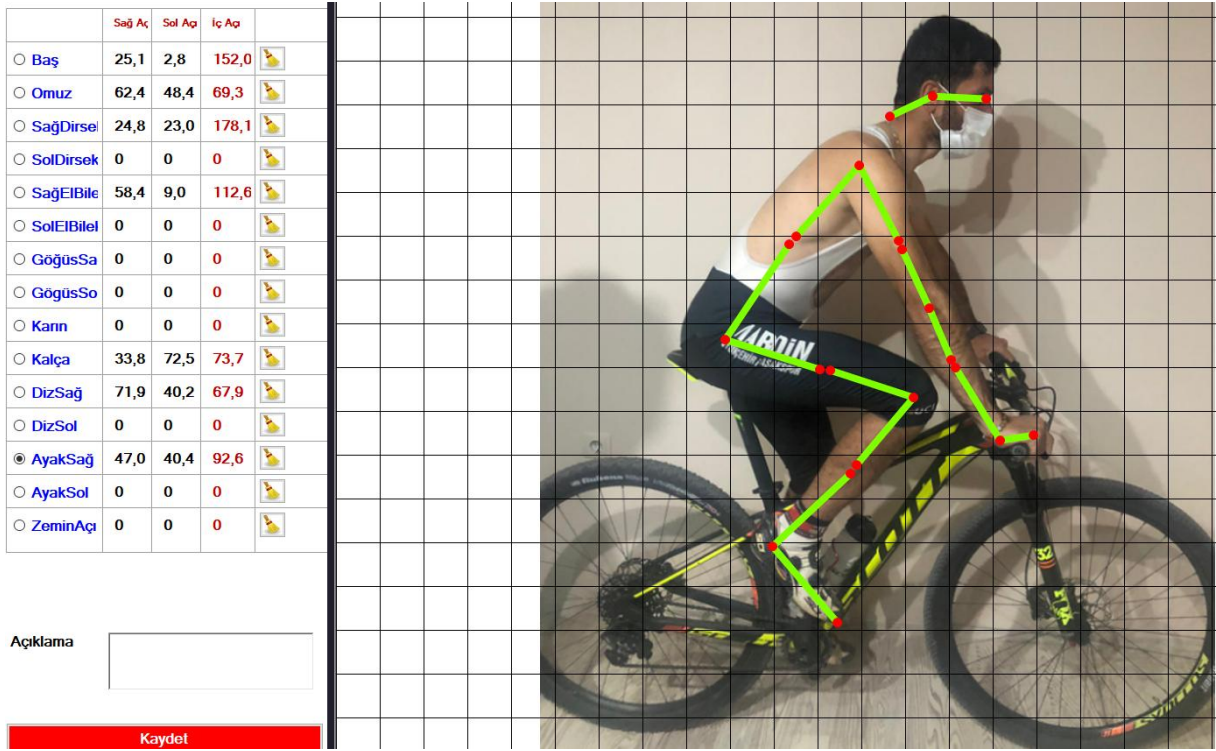 Sağ Aç Sol Açı İç Açı
Baş 25,1 2,8 152,0
Omuz 62,4 48,4 69,3
SağDirsel 24,8 23,0 178,1
SolDirsek 0 0 0
SağElBile 58,4 9,0 112,6
SolElBilel 0 0 0
GöğüsSa 0 0 0
GögüsSo 0 0 0
Karın 0 0 0
Kalça 33,8 72,5 73,7
DizSağ 71,9 40,2 67,9
DizSol 0 0 0
AyakSağ 47,0 40,4 92,6
AyakSol 0 0 0
ZeminAçı 0 0 0
Açıklama
Kaydet
MARDİN
32